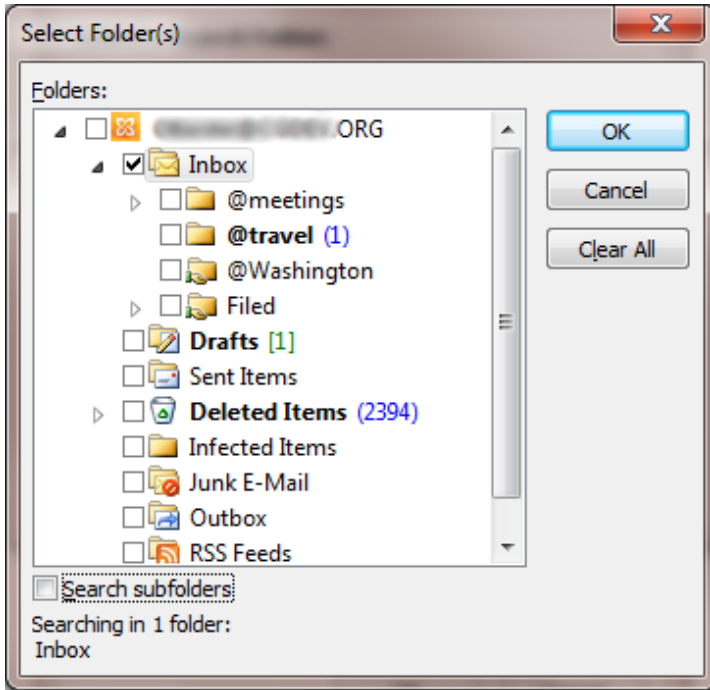 Select Folder(s)
Folders:
.ORG
Inbox
@meetings
@travel (1)
@Washington
Filed
Drafts [1]
Sent Items
Deleted Items (2394)
Infected Items
Junk E-Mail
Outbox
RSS Feeds
OK
Cancel
Clear All
Search subfolders
Searching in 1 folder:
Inbox